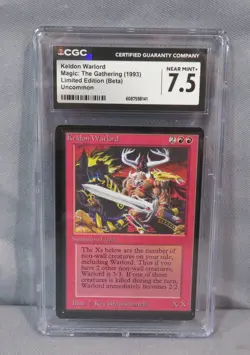 CGC
CERTIFIED GUARANTY COMPANY
Keldon Warlord
Magic: The Gathering (1993)
Limited Edition (Beta)
Uncommon
NEAR MINT+
7.5
Keldon Warlord
The Xs below are the number of
non-wall creatures on your side,
including Warlord. Thus if you
have 2 other non-wall creatures,
Warlord is 3/3. If one of those
creatures is killed during the turn,
Warlord immediately becomes 2/2.